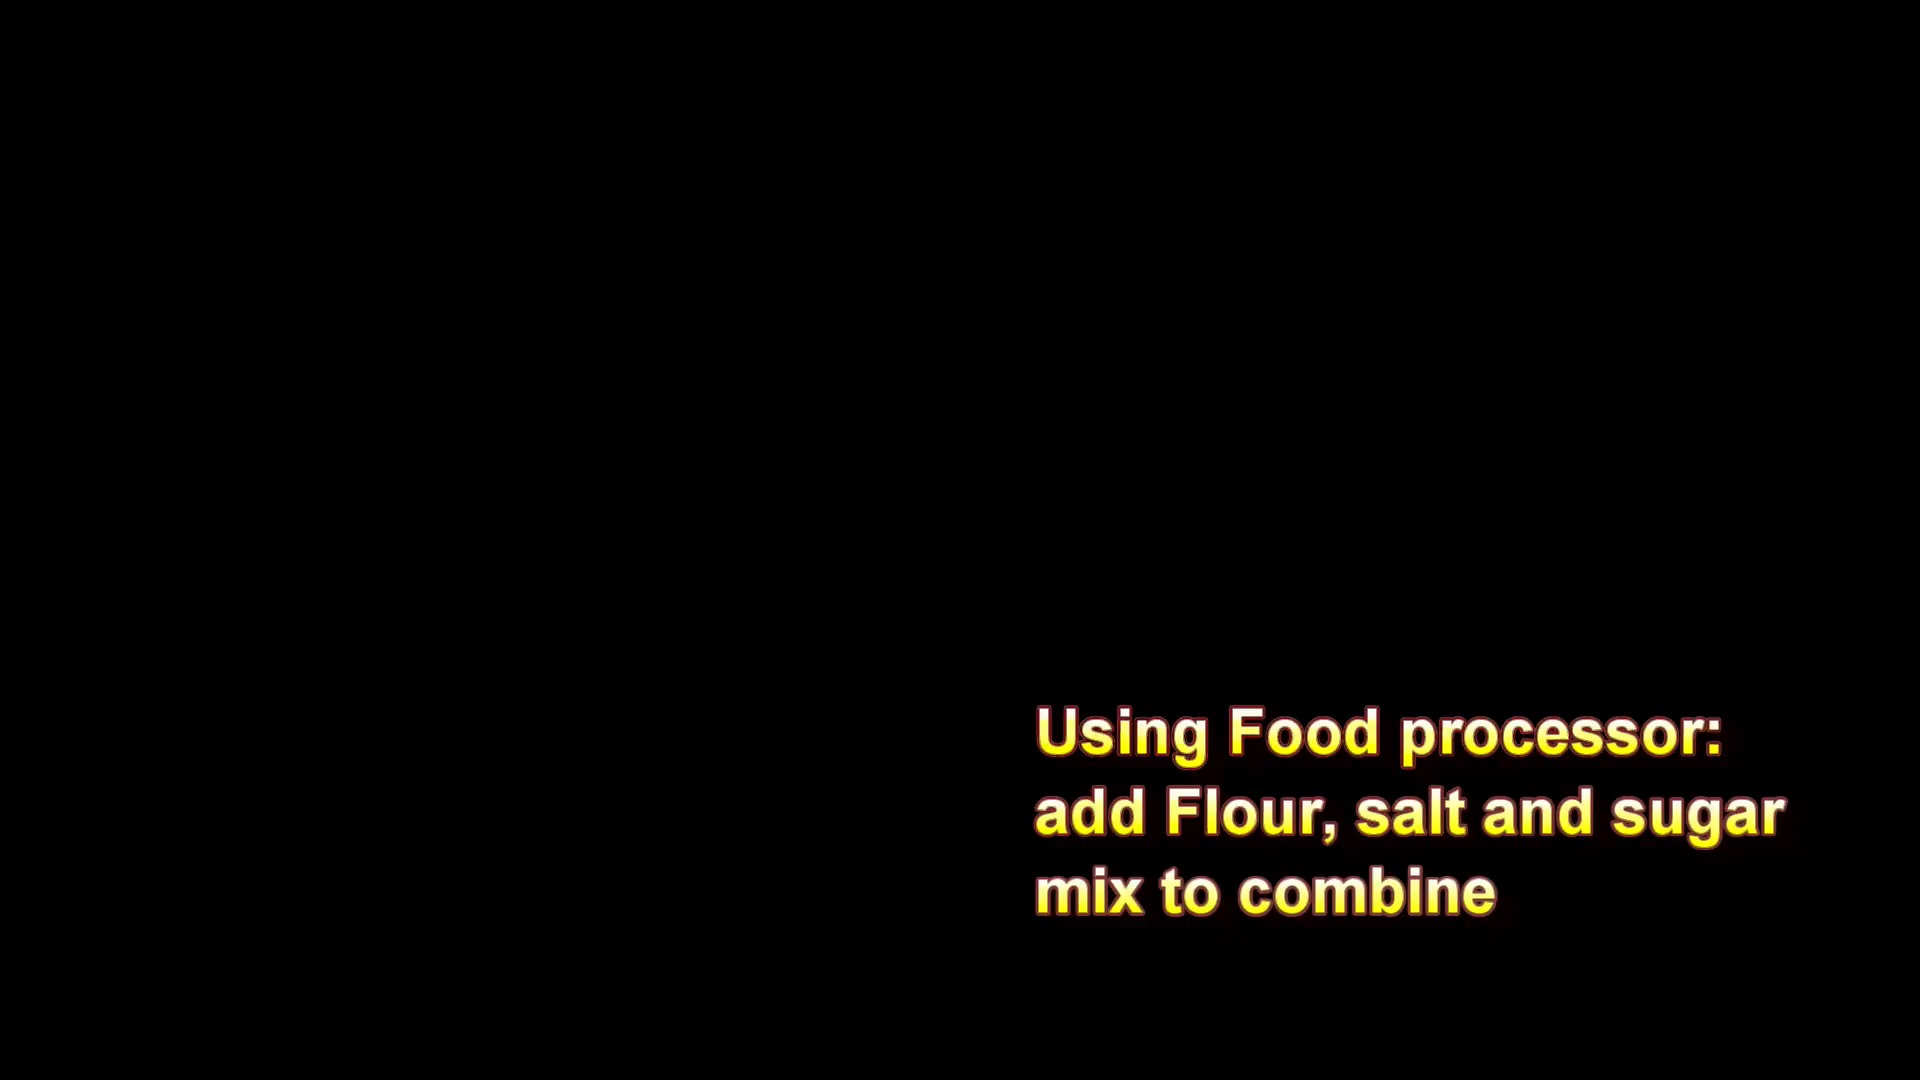 Using Food processor:
add Flour, salt and sugar
mix to combine